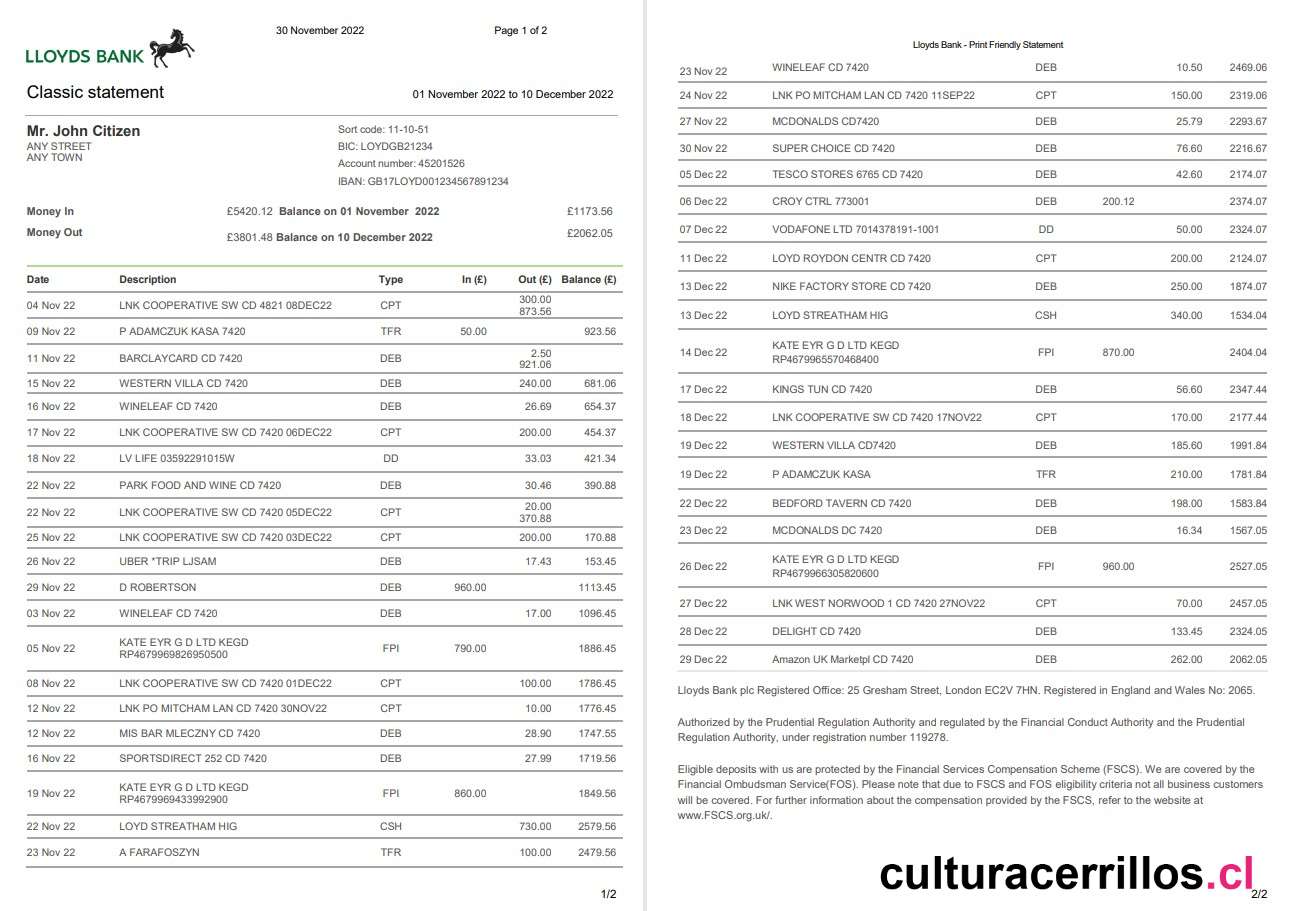 30 November 2022 Page 1 of 2
LLOYDS BANK
Classic statement 01 November 2022 to 10 December 2022
Mr. John Citizen
ANY STREET
ANY TOWN
Sort code: 11-10-51
BIC: LOYDGB21234
Account number: 45201526
IBAN: GB17LOYD001234567891234
Money In £5420.12 Balance on 01 November 2022 £1173.56
Money Out £3801.48 Balance on 10 December 2022 £2062.05
Date Description Type In (£) Out (£) Balance (£)
04 Nov 22 LNK COOPERATIVE SW CD 4821 08DEC22 CPT 300.00
873.56
09 Nov 22 P ADAMCZUK KASA 7420 TFR 50.00 923.56
11 Nov 22 BARCLAYCARD CD 7420 DEB 2.50
921.06
15 Nov 22 WESTERN VILLA CD 7420 DEB 240.00 681.06
16 Nov 22 WINELEAF CD 7420 DEB 26.69 654.37
17 Nov 22 LNK COOPERATIVE SW CD 7420 06DEC22 CPT 200.00 454.37
18 Nov 22 LV LIFE 03592291015W DD 33.03 421.34
22 Nov 22 PARK FOOD AND WINE CD 7420 DEB 30.46 390.88
22 Nov 22 LNK COOPERATIVE SW CD 7420 05DEC22 CPT 20.00
370.88
25 Nov 22 LNK COOPERATIVE SW CD 7420 03DEC22 CPT 200.00 170.88
26 Nov 22 UBER *TRIP LJSAM DEB 17.43 153.45
29 Nov 22 D ROBERTSON DEB 960.00 1113.45
03 Nov 22 WINELEAF CD 7420 DEB 17.00 1096.45
05 Nov 22 KATE EYR G D LTD KEGD
RP4679969826950500 FPI 790.00 1886.45
08 Nov 22 LNK COOPERATIVE SW CD 7420 01DEC22 CPT 100.00 1786.45
12 Nov 22 LNK PO MITCHAM LAN CD 7420 30NOV22 CPT 10.00 1776.45
12 Nov 22 MIS BAR MLECZNY CD 7420 DEB 28.90 1747.55
16 Nov 22 SPORTSDIRECT 252 CD 7420 DEB 27.99 1719.56
19 Nov 22 KATE EYR G D LTD KEGD
RP4679969433992900 FPI 860.00 1849.56
22 Nov 22 LOYD STREATHAM HIG CSH 730.00 2579.56
23 Nov 22 A FARAFOSZYN TFR 100.00 2479.56
1/2
Lloyds Bank - Print Friendly Statement
23 Nov 22 WINELEAF CD 7420 DEB 10.50 2469.06
24 Nov 22 LNK PO MITCHAM LAN CD 7420 11SEP22 CPT 150.00 2319.06
27 Nov 22 MCDONALDS CD7420 DEB 25.79 2293.67
30 Nov 22 SUPER CHOICE CD 7420 DEB 76.60 2216.67
05 Dec 22 TESCO STORES 6765 CD 7420 DEB 42.60 2174.07
06 Dec 22 CROY CTRL 773001 DEB 200.12 2374.07
07 Dec 22 VODAFONE LTD 7014378191-1001 DD 50.00 2324.07
11 Dec 22 LOYD ROYDON CENTR CD 7420 CPT 200.00 2124.07
13 Dec 22 NIKE FACTORY STORE CD 7420 DEB 250.00 1874.07
13 Dec 22 LOYD STREATHAM HIG CSH 340.00 1534.04
14 Dec 22 KATE EYR G D LTD KEGD
RP4679965570468400 FPI 870.00 2404.04
17 Dec 22 KINGS TUN CD 7420 DEB 56.60 2347.44
18 Dec 22 LNK COOPERATIVE SW CD 7420 17NOV22 CPT 170.00 2177.44
19 Dec 22 WESTERN VILLA CD7420 DEB 185.60 1991.84
19 Dec 22 P ADAMCZUK KASA TFR 210.00 1781.84
22 Dec 22 BEDFORD TAVERN CD 7420 DEB 198.00 1583.84
23 Dec 22 MCDONALDS DC 7420 DEB 16.34 1567.05
26 Dec 22 KATE EYR G D LTD KEGD
RP4679966305820600 FPI 960.00 2527.05
27 Dec 22 LNK WEST NORWOOD 1 CD 7420 27NOV22 CPT 70.00 2457.05
28 Dec 22 DELIGHT CD 7420 DEB 133.45 2324.05
29 Dec 22 Amazon UK Marketpl CD 7420 DEB 262.00 2062.05
Lloyds Bank plc Registered Office: 25 Gresham Street, London EC2V 7HN. Registered in England and Wales No: 2065.
Authorized by the Prudential Regulation Authority and regulated by the Financial Conduct Authority and the Prudential
Regulation Authority, under registration number 119278.
Eligible deposits with us are protected by the Financial Services Compensation Scheme (FSCS). We are covered by the
Financial Ombudsman Service(FOS). Please note that due to FSCS and FOS eligibility criteria not all business customers
will be covered. For further information about the compensation provided by the FSCS, refer to the website at
www.FSCS.org.uk/.
culturacerrillos.cl
2/2